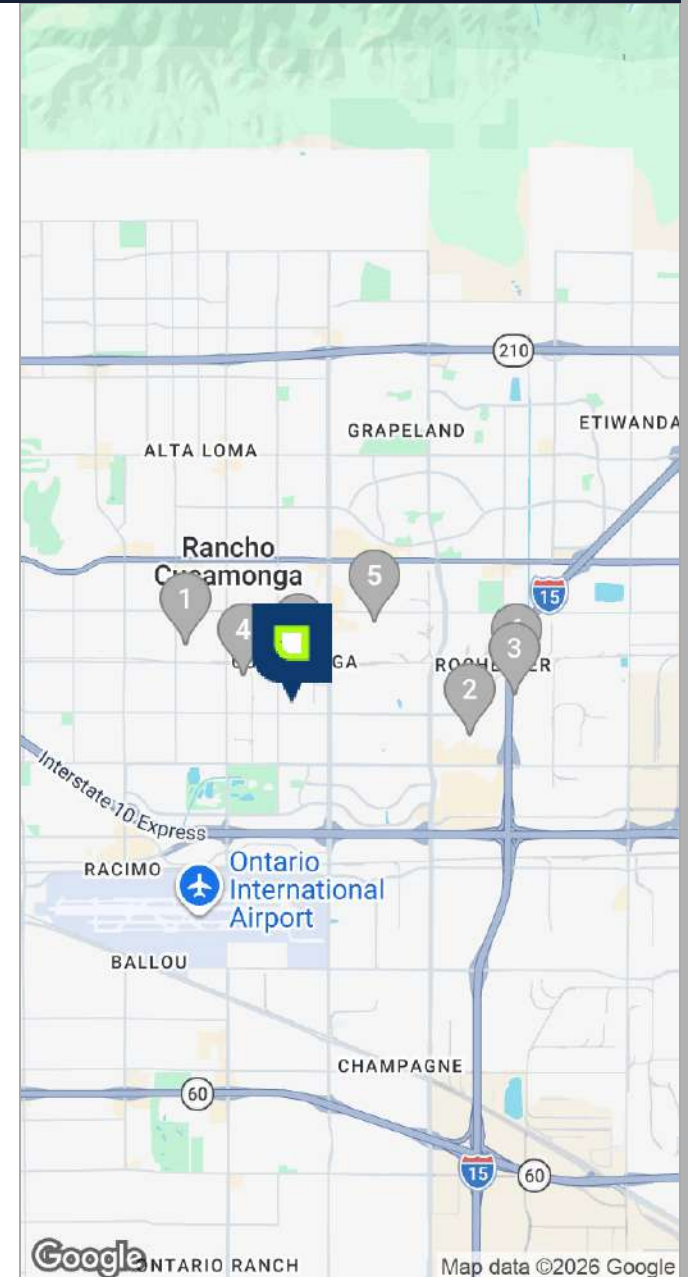 210
GRAPELAND
ETIWANDA
ALTA LOMA
Rancho
Cucamonga
5
15
1
4
3
2
Interstate 10 Express
RACIMO
Ontario
International
Airport
BALLOU
CHAMPAGNE
60
15
60
Google
ONTARIO RANCH
Map data ©2026 Google